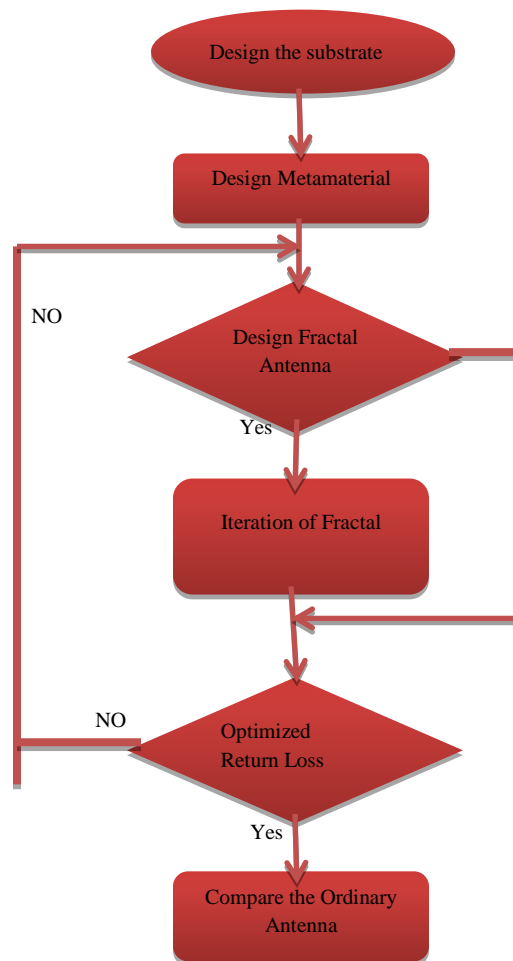 Design the substrate
Design Metamaterial
NO
Design Fractal
Antenna
Yes
Iteration of Fractal
NO
Optimized
Return Loss
Yes
Compare the Ordinary
Antenna